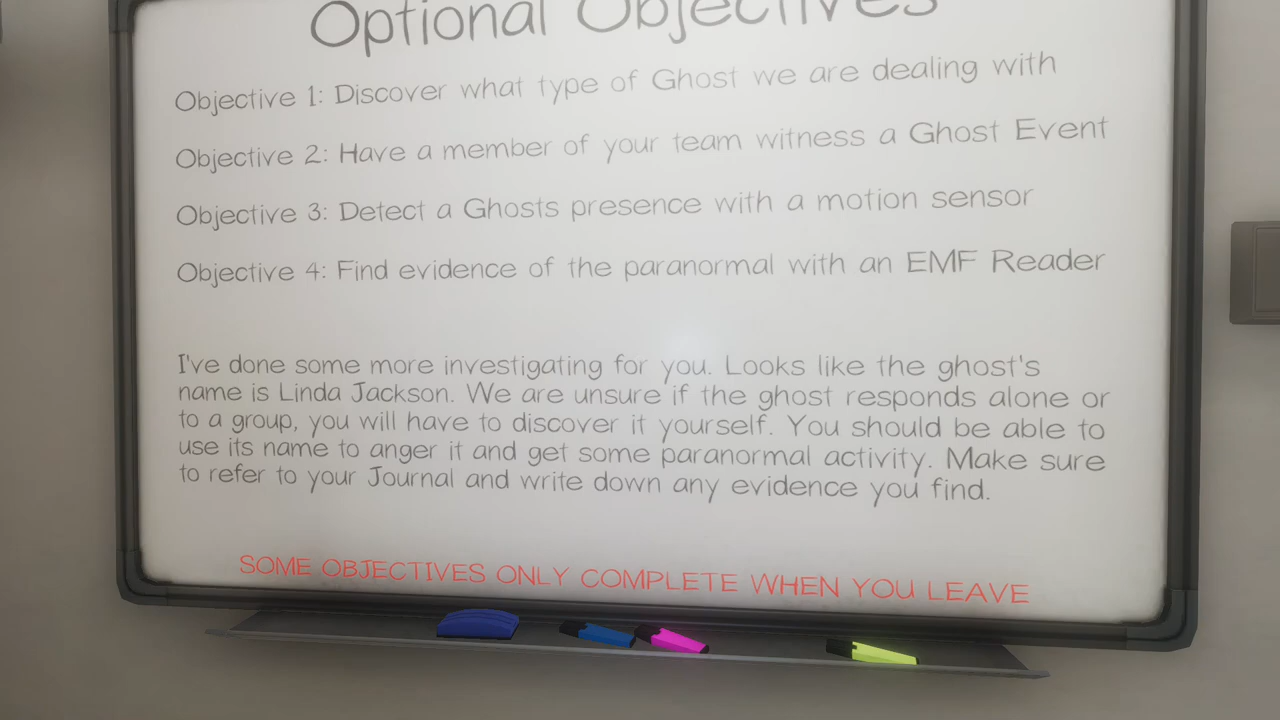 Optional Objectives
Objective 1: Discover what type of Ghost we are dealing with
Objective 2: Have a member of your team witness a Ghost Event
Objective 3: Detect a Ghosts presence with a motion sensor
Objective 4: Find evidence of the paranormal with an EMF Reader
I've done some more investigating for you. Looks like the ghost's
name is Linda Jackson. We are unsure if the ghost responds alone or
to a group, you will have to discover it yourself. You should be able to
use its name to anger it and get some paranormal activity. Make sure
to refer to your Journal and write down any evidence you find.
SOME OBJECTIVES ONLY COMPLETE WHEN YOU LEAVE